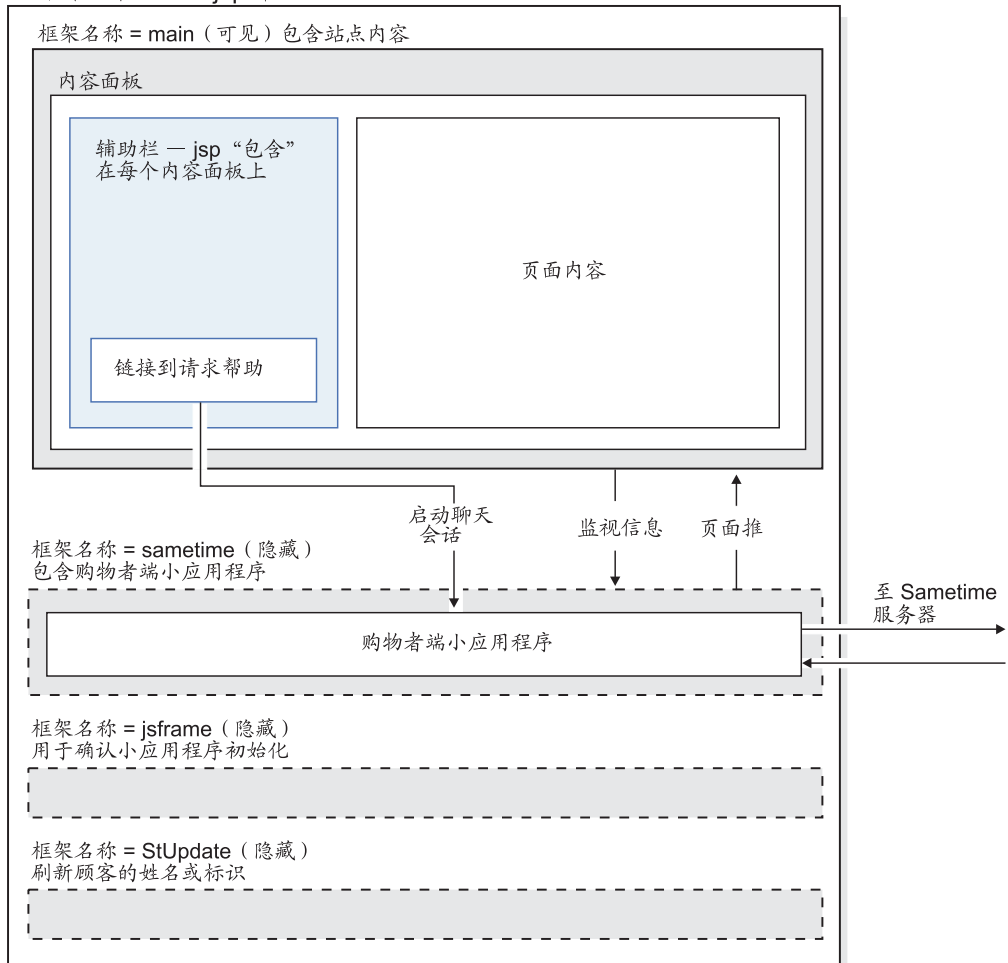 框架名称 = main（可见）包含站点内容
内容面板
辅助栏 — jsp“包含”
在每个内容面板上
页面内容
链接到请求帮助
启动聊天
会话
监视信息
页面推
框架名称 = sametime（隐藏）
包含购物者端小应用程序
至 Sametime
服务器
购物者端小应用程序
框架名称 = jsframe（隐藏）
用于确认小应用程序初始化
框架名称 = StUpdate（隐藏）
刷新顾客的姓名或标识